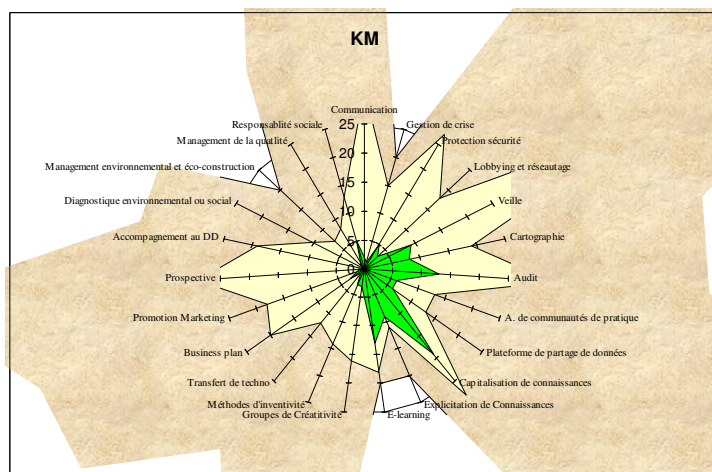 KM
Communication
Gestion de crise
Protection sécurité
Lobbying et réseautage
Veille
Cartographie
Audit
A. de communautés de pratique
Plateforme de partage de données
Capitalisation de connaissances
Explicitation de Connaissances
E-learning
Groupes de Créatitivité
Méthodes d'inventivité
Transfert de techno
Business plan
Promotion Marketing
Prospective
Accompagnement au DD
Diagnostique environmental ou social
Management environnemental et éco-construction
Management de la quatlité
Responsablité sociale
25
20
15
10
5
0